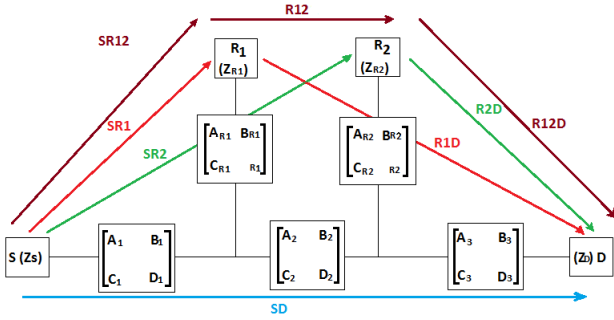 R12
SR12
R1
(ZR1)
R2
(ZR2)
SR1
R2D
R12D
AR1 BR1
CR1 R1
AR2 BR2
CR2 R2
SR2
R1D
S (Zs)
A1 B1
C1 D1
A2 B2
C2 D2
A3 B3
C3 D3
(ZD) D
SD